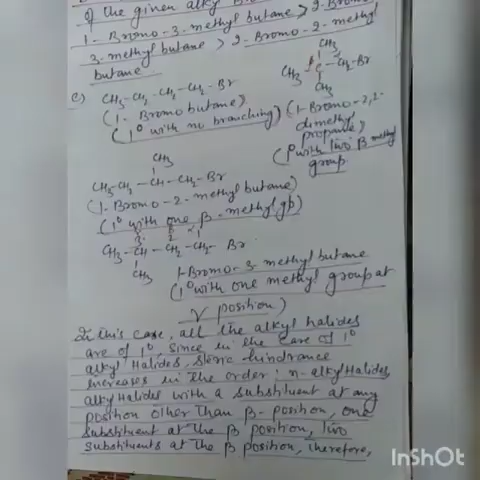 of the given alky
1-Bromo-3-methyl butane > 2-Bromo
3-methyl butane > 2-Bromo-2-methyl
butane
c) CH3-CH2-CH2-CH2-Br
(1-Bromobutane)
(1° with no branching)
CH3
CH3 C-CH2-Br
CH3
(1-Bromo-2,2-
dimethyl
propane)
(1° with two β methyl
group.
CH3
CH3-CH2-CH-CH2-Br
(1-Bromo-2-methyl butane)
(1° with one β-methyl gp)
3 β2 α1
CH3-CH-CH2-CH2-Br
CH3
1-Bromo-3-methyl butane
(1° with one methyl group at
γ position)
In this case, all the alkyl halides
are of 1°, since in the case of 1°
alkyl Halides, steric hindrance
increases in the order: n-alkyl Halides,
alkyl Halides with a substituent at any
position other than β-position, one
substituent at the β position, two
substituents at the β position, therefore,
InShOt